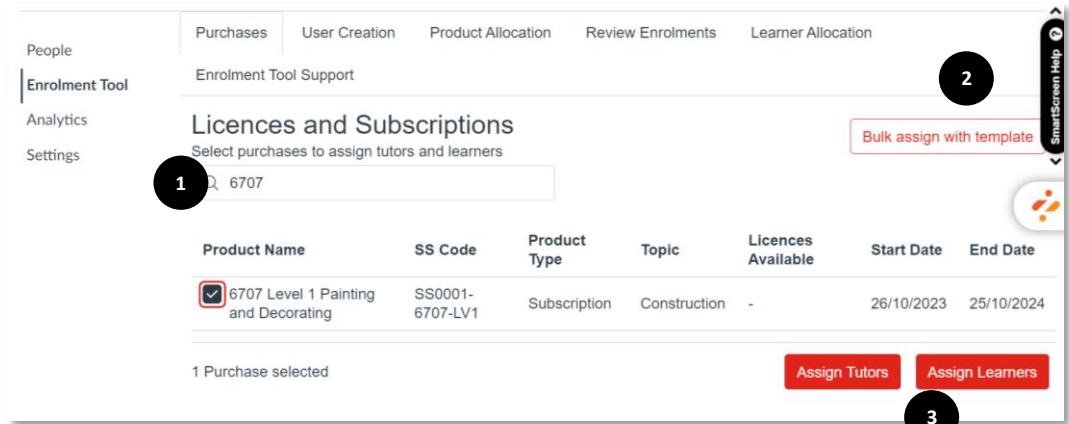 People
Enrolment Tool
Analytics
Settings
Purchases User Creation Product Allocation Review Enrolments Learner Allocation
Enrolment Tool Support
2
SmartScreen Help ?
Licences and Subscriptions
Select purchases to assign tutors and learners
Bulk assign with template
1
6707
Product Name SS Code Product Type Topic Licences Available Start Date End Date
6707 Level 1 Painting and Decorating SS0001-6707-LV1 Subscription Construction - 26/10/2023 25/10/2024
1 Purchase selected
Assign Tutors Assign Learners
3